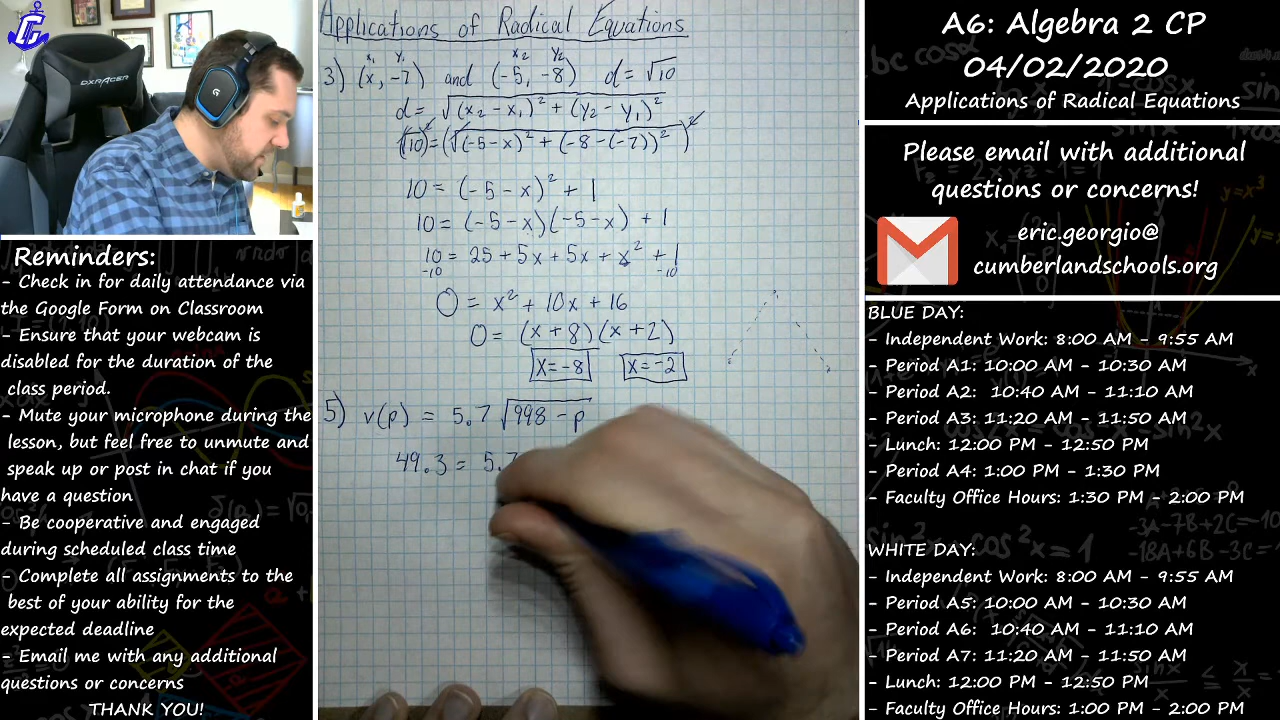 Applications of Radical Equations
x₁ y₁ x₂ y₂
3) (x, -7) and (-5, -8) d = √10
d = √(x₂ - x₁)² + (y₂ - y₁)²
(√10)² = (√(-5 - x)² + (-8 - (-7))²)²
10 = (-5 - x)² + 1
10 = (-5 - x)(-5 - x) + 1
10 = 25 + 5x + 5x + x² + 1
-10 -10
0 = x² + 10x + 16
0 = (x + 8)(x + 2)
x = -8 x = -2
5) v(p) = 5.7 √998 - p
49.3 = 5.7
DXRACER
G
C
Reminders:
- Check in for daily attendance via
the Google Form on Classroom
- Ensure that your webcam is
disabled for the duration of the
class period.
- Mute your microphone during the
lesson, but feel free to unmute and
speak up or post in chat if you
have a question
- Be cooperative and engaged
during scheduled class time
- Complete all assignments to the
best of your ability for the
expected deadline
- Email me with any additional
questions or concerns
THANK YOU!
A6: Algebra 2 CP
04/02/2020
Applications of Radical Equations
Please email with additional
questions or concerns!
eric.georgio@
cumberlandschools.org
BLUE DAY:
- Independent Work: 8:00 AM - 9:55 AM
- Period A1: 10:00 AM - 10:30 AM
- Period A2: 10:40 AM - 11:10 AM
- Period A3: 11:20 AM - 11:50 AM
- Lunch: 12:00 PM - 12:50 PM
- Period A4: 1:00 PM - 1:30 PM
- Faculty Office Hours: 1:30 PM - 2:00 PM
WHITE DAY:
- Independent Work: 8:00 AM - 9:55 AM
- Period A5: 10:00 AM - 10:30 AM
- Period A6: 10:40 AM - 11:10 AM
- Period A7: 11:20 AM - 11:50 AM
- Lunch: 12:00 PM - 12:50 PM
- Faculty Office Hours: 1:00 PM - 2:00 PM